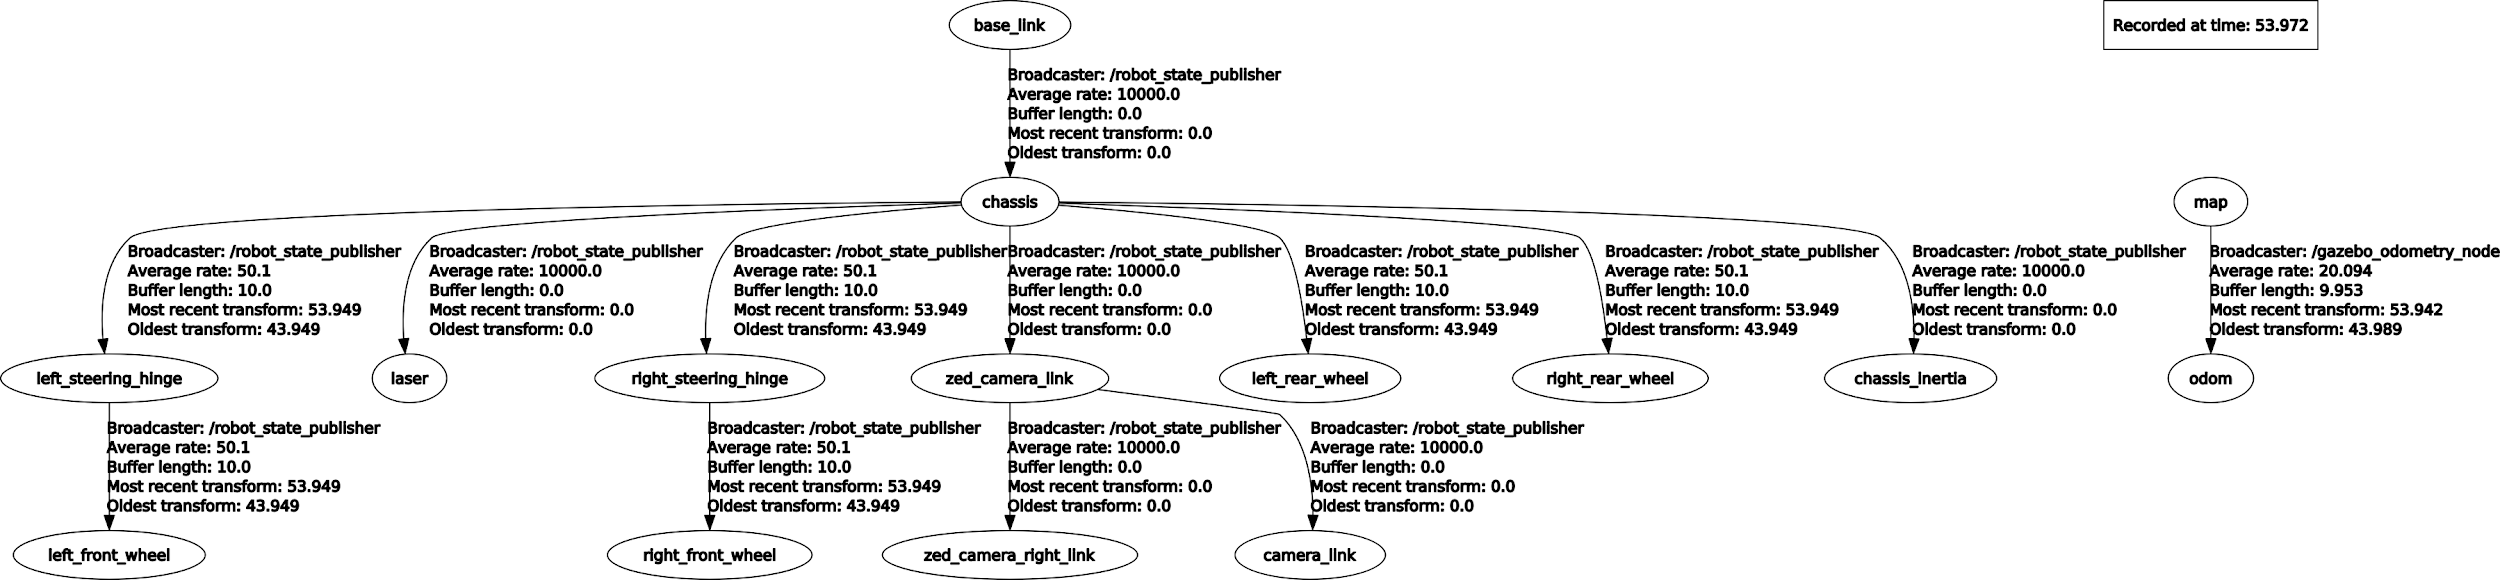 base_link
Recorded at time: 53.972
Broadcaster: /robot_state_publisher
Average rate: 10000.0
Buffer length: 0.0
Most recent transform: 0.0
Oldest transform: 0.0
chassis
map
Broadcaster: /robot_state_publisher
Average rate: 50.1
Buffer length: 10.0
Most recent transform: 53.949
Oldest transform: 43.949
Broadcaster: /robot_state_publisher
Average rate: 10000.0
Buffer length: 0.0
Most recent transform: 0.0
Oldest transform: 0.0
Broadcaster: /robot_state_publisher
Average rate: 50.1
Buffer length: 10.0
Most recent transform: 53.949
Oldest transform: 43.949
Broadcaster: /robot_state_publisher
Average rate: 10000.0
Buffer length: 0.0
Most recent transform: 0.0
Oldest transform: 0.0
Broadcaster: /robot_state_publisher
Average rate: 50.1
Buffer length: 10.0
Most recent transform: 53.949
Oldest transform: 43.949
Broadcaster: /robot_state_publisher
Average rate: 50.1
Buffer length: 10.0
Most recent transform: 53.949
Oldest transform: 43.949
Broadcaster: /robot_state_publisher
Average rate: 10000.0
Buffer length: 0.0
Most recent transform: 0.0
Oldest transform: 0.0
Broadcaster: /gazebo_odometry_node
Average rate: 20.094
Buffer length: 9.953
Most recent transform: 53.942
Oldest transform: 43.989
left_steering_hinge
laser
right_steering_hinge
zed_camera_link
left_rear_wheel
right_rear_wheel
chassis_inertia
odom
Broadcaster: /robot_state_publisher
Average rate: 50.1
Buffer length: 10.0
Most recent transform: 53.949
Oldest transform: 43.949
Broadcaster: /robot_state_publisher
Average rate: 50.1
Buffer length: 10.0
Most recent transform: 53.949
Oldest transform: 43.949
Broadcaster: /robot_state_publisher
Average rate: 10000.0
Buffer length: 0.0
Most recent transform: 0.0
Oldest transform: 0.0
Broadcaster: /robot_state_publisher
Average rate: 10000.0
Buffer length: 0.0
Most recent transform: 0.0
Oldest transform: 0.0
left_front_wheel
right_front_wheel
zed_camera_right_link
camera_link